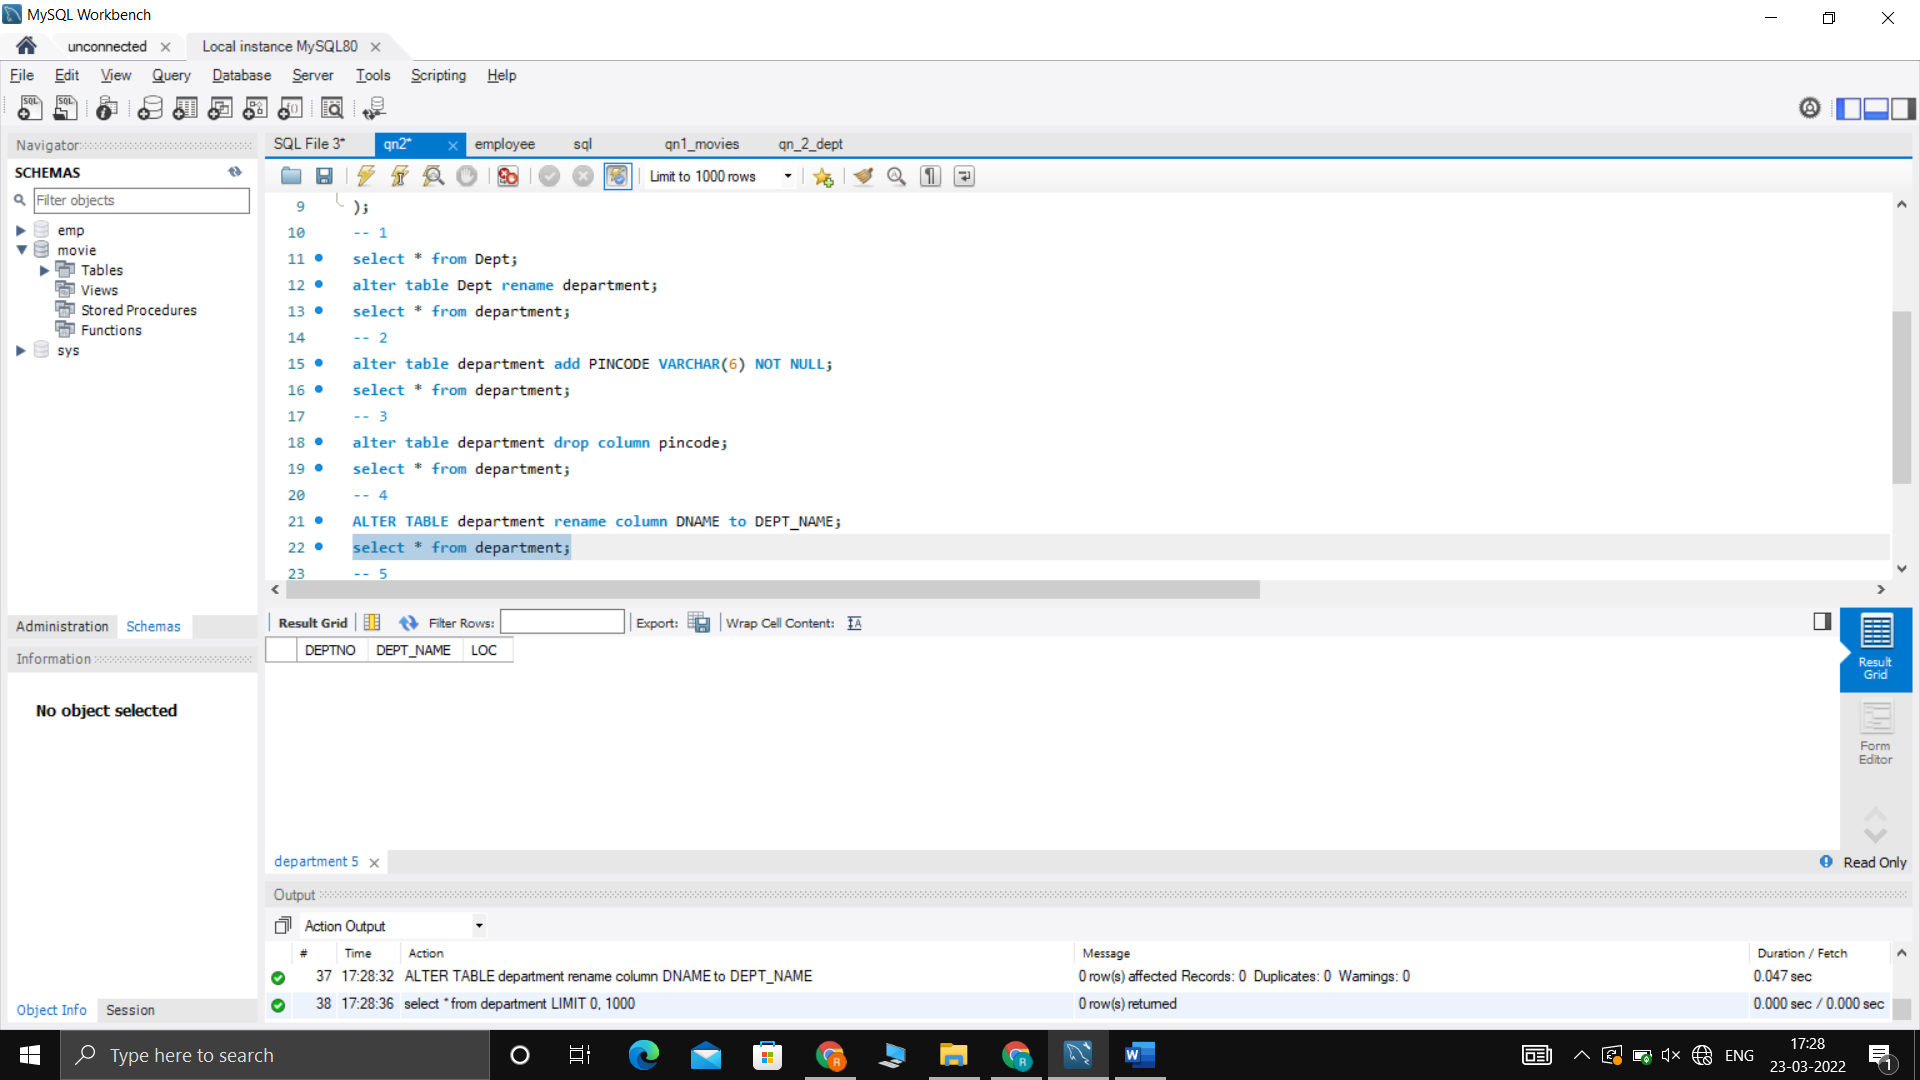 MySQL Workbench
unconnected
Local instance MySQL80
File Edit View Query Database Server Tools Scripting Help
Navigator
SCHEMAS
Filter objects
emp
movie
Tables
Views
Stored Procedures
Functions
sys
Administration Schemas
Information
No object selected
Object Info Session
SQL File 3* qn2* employee sql qn1_movies qn_2_dept
Limit to 1000 rows
9 );
10 -- 1
11 select * from Dept;
12 alter table Dept rename department;
13 select * from department;
14 -- 2
15 alter table department add PINCODE VARCHAR(6) NOT NULL;
16 select * from department;
17 -- 3
18 alter table department drop column pincode;
19 select * from department;
20 -- 4
21 ALTER TABLE department rename column DNAME to DEPT_NAME;
22 select * from department;
23 -- 5
Result Grid Filter Rows: Export: Wrap Cell Content:
DEPTNO DEPT_NAME LOC
Result
Grid
Form
Editor
department 5
Read Only
Output
Action Output
# Time Action Message Duration / Fetch
37 17:28:32 ALTER TABLE department rename column DNAME to DEPT_NAME 0 row(s) affected Records: 0 Duplicates: 0 Warnings: 0 0.047 sec
38 17:28:36 select * from department LIMIT 0, 1000 0 row(s) returned 0.000 sec / 0.000 sec
Type here to search
ENG
17:28
23-03-2022
1